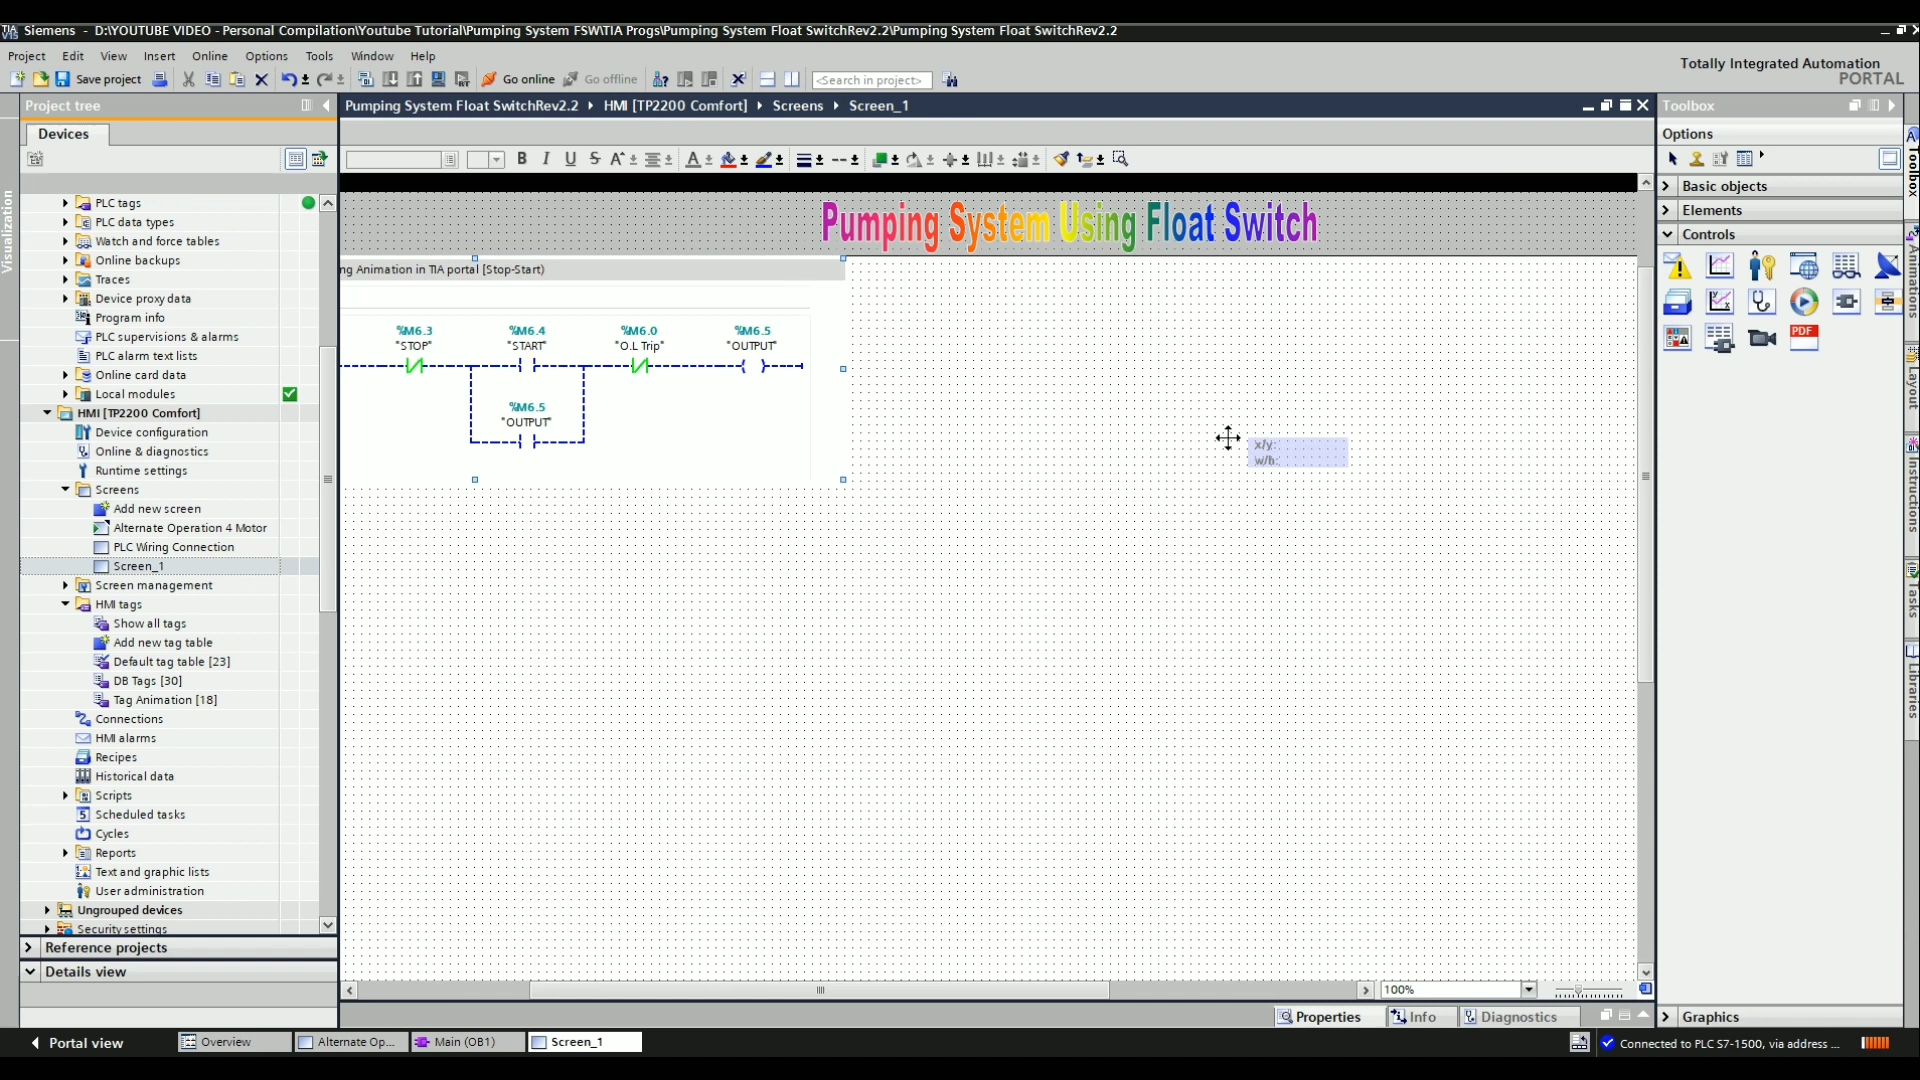 Siemens - D:\YOUTUBE VIDEO - Personal Compilation\Youtube Tutorial\Pumping System FSW\TIA Progs\Pumping System Float SwitchRev2.2\Pumping System Float SwitchRev2.2
Project Edit View Insert Online Options Tools Window Help
Totally Integrated Automation
PORTAL
Save project
Go online
Go offline
<Search in project>
Project tree
Pumping System Float SwitchRev2.2 HMI [TP2200 Comfort] Screens Screen_1
Toolbox
Devices
Options
Visualization
PLC tags
PLC data types
Watch and force tables
Online backups
Traces
Device proxy data
Program info
PLC supervisions & alarms
PLC alarm text lists
Online card data
Local modules
HMI [TP2200 Comfort]
Device configuration
Online & diagnostics
Runtime settings
Screens
Add new screen
Alternate Operation 4 Motor
PLC Wiring Connection
Screen_1
Screen management
HMI tags
Show all tags
Add new tag table
Default tag table [23]
DB Tags [30]
Tag Animation [18]
Connections
HMI alarms
Recipes
Historical data
Scripts
Scheduled tasks
Cycles
Reports
Text and graphic lists
User administration
Ungrouped devices
Security settings
Reference projects
Details view
B I U S
Pumping System Using Float Switch
ng Animation in TIA portal [Stop-Start)
%M6.3 %M6.4 %M6.0 %M6.5
"STOP" "START" "O.L Trip" "OUTPUT"
%M6.5
"OUTPUT"
x/y:
w/h:
100%
Basic objects
Elements
Controls
PDF
Graphics
Toolbox
Animations
Layout
Instructions
Tasks
Libraries
Properties Info Diagnostics
Portal view
Overview
Alternate Op...
Main (OB1)
Screen_1
Connected to PLC S7-1500, via address ...